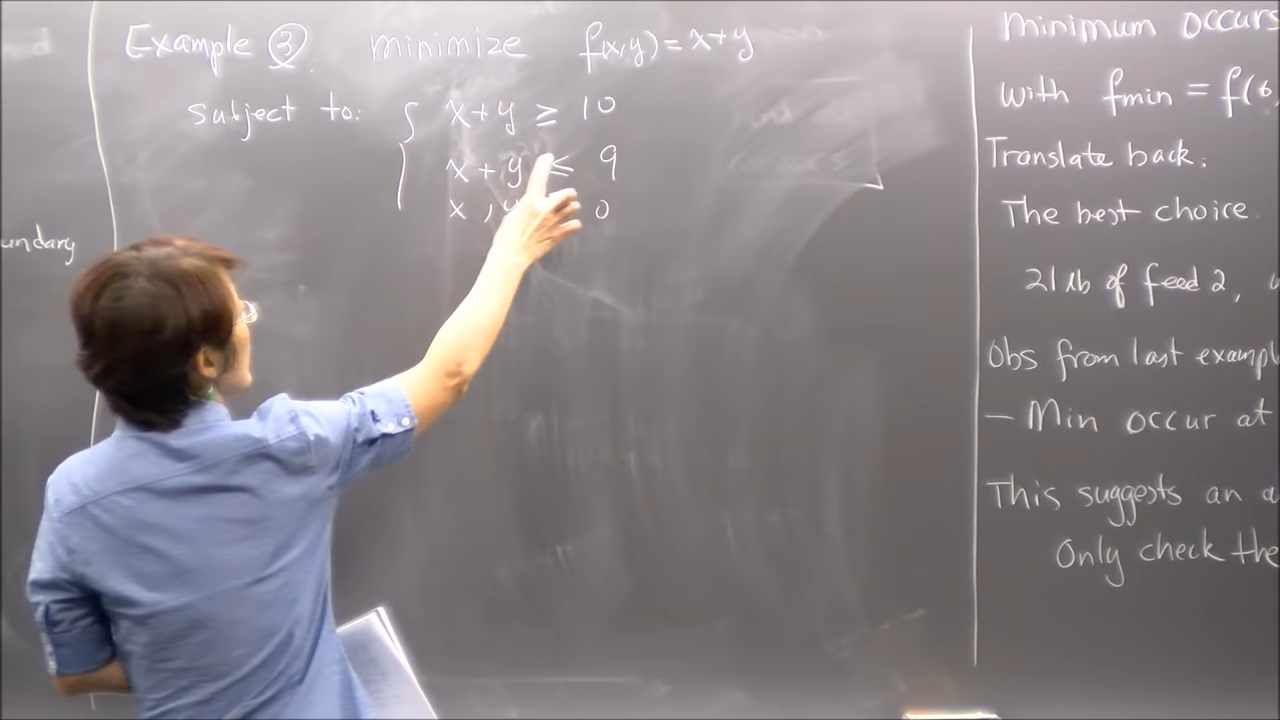 undary
Example ③ minimize f(x,y)=x+y
subject to: { x+y ≥ 10
x+y ≤ 9
x, y 0
Minimum occurs
with fmin = f(6,
Translate back.
The best choice
21 lb of feed 2,
Obs from last exampl
- Min occur at
This suggests an a
Only check the